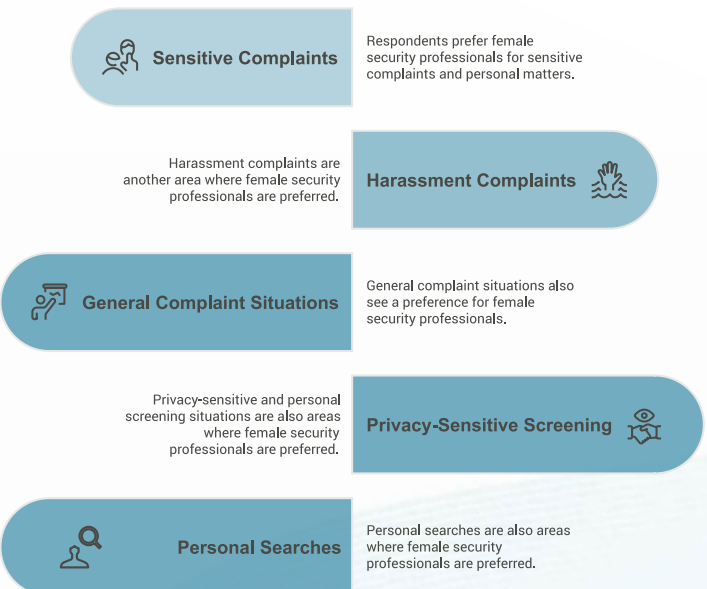 Sensitive Complaints
Respondents prefer female
security professionals for sensitive
complaints and personal matters.
Harassment complaints are
another area where female security
professionals are preferred.
Harassment Complaints
General Complaint Situations
General complaint situations also
see a preference for female
security professionals.
Privacy-sensitive and personal
screening situations are also areas
where female security
professionals are preferred.
Privacy-Sensitive Screening
Personal Searches
Personal searches are also areas
where female security
professionals are preferred.